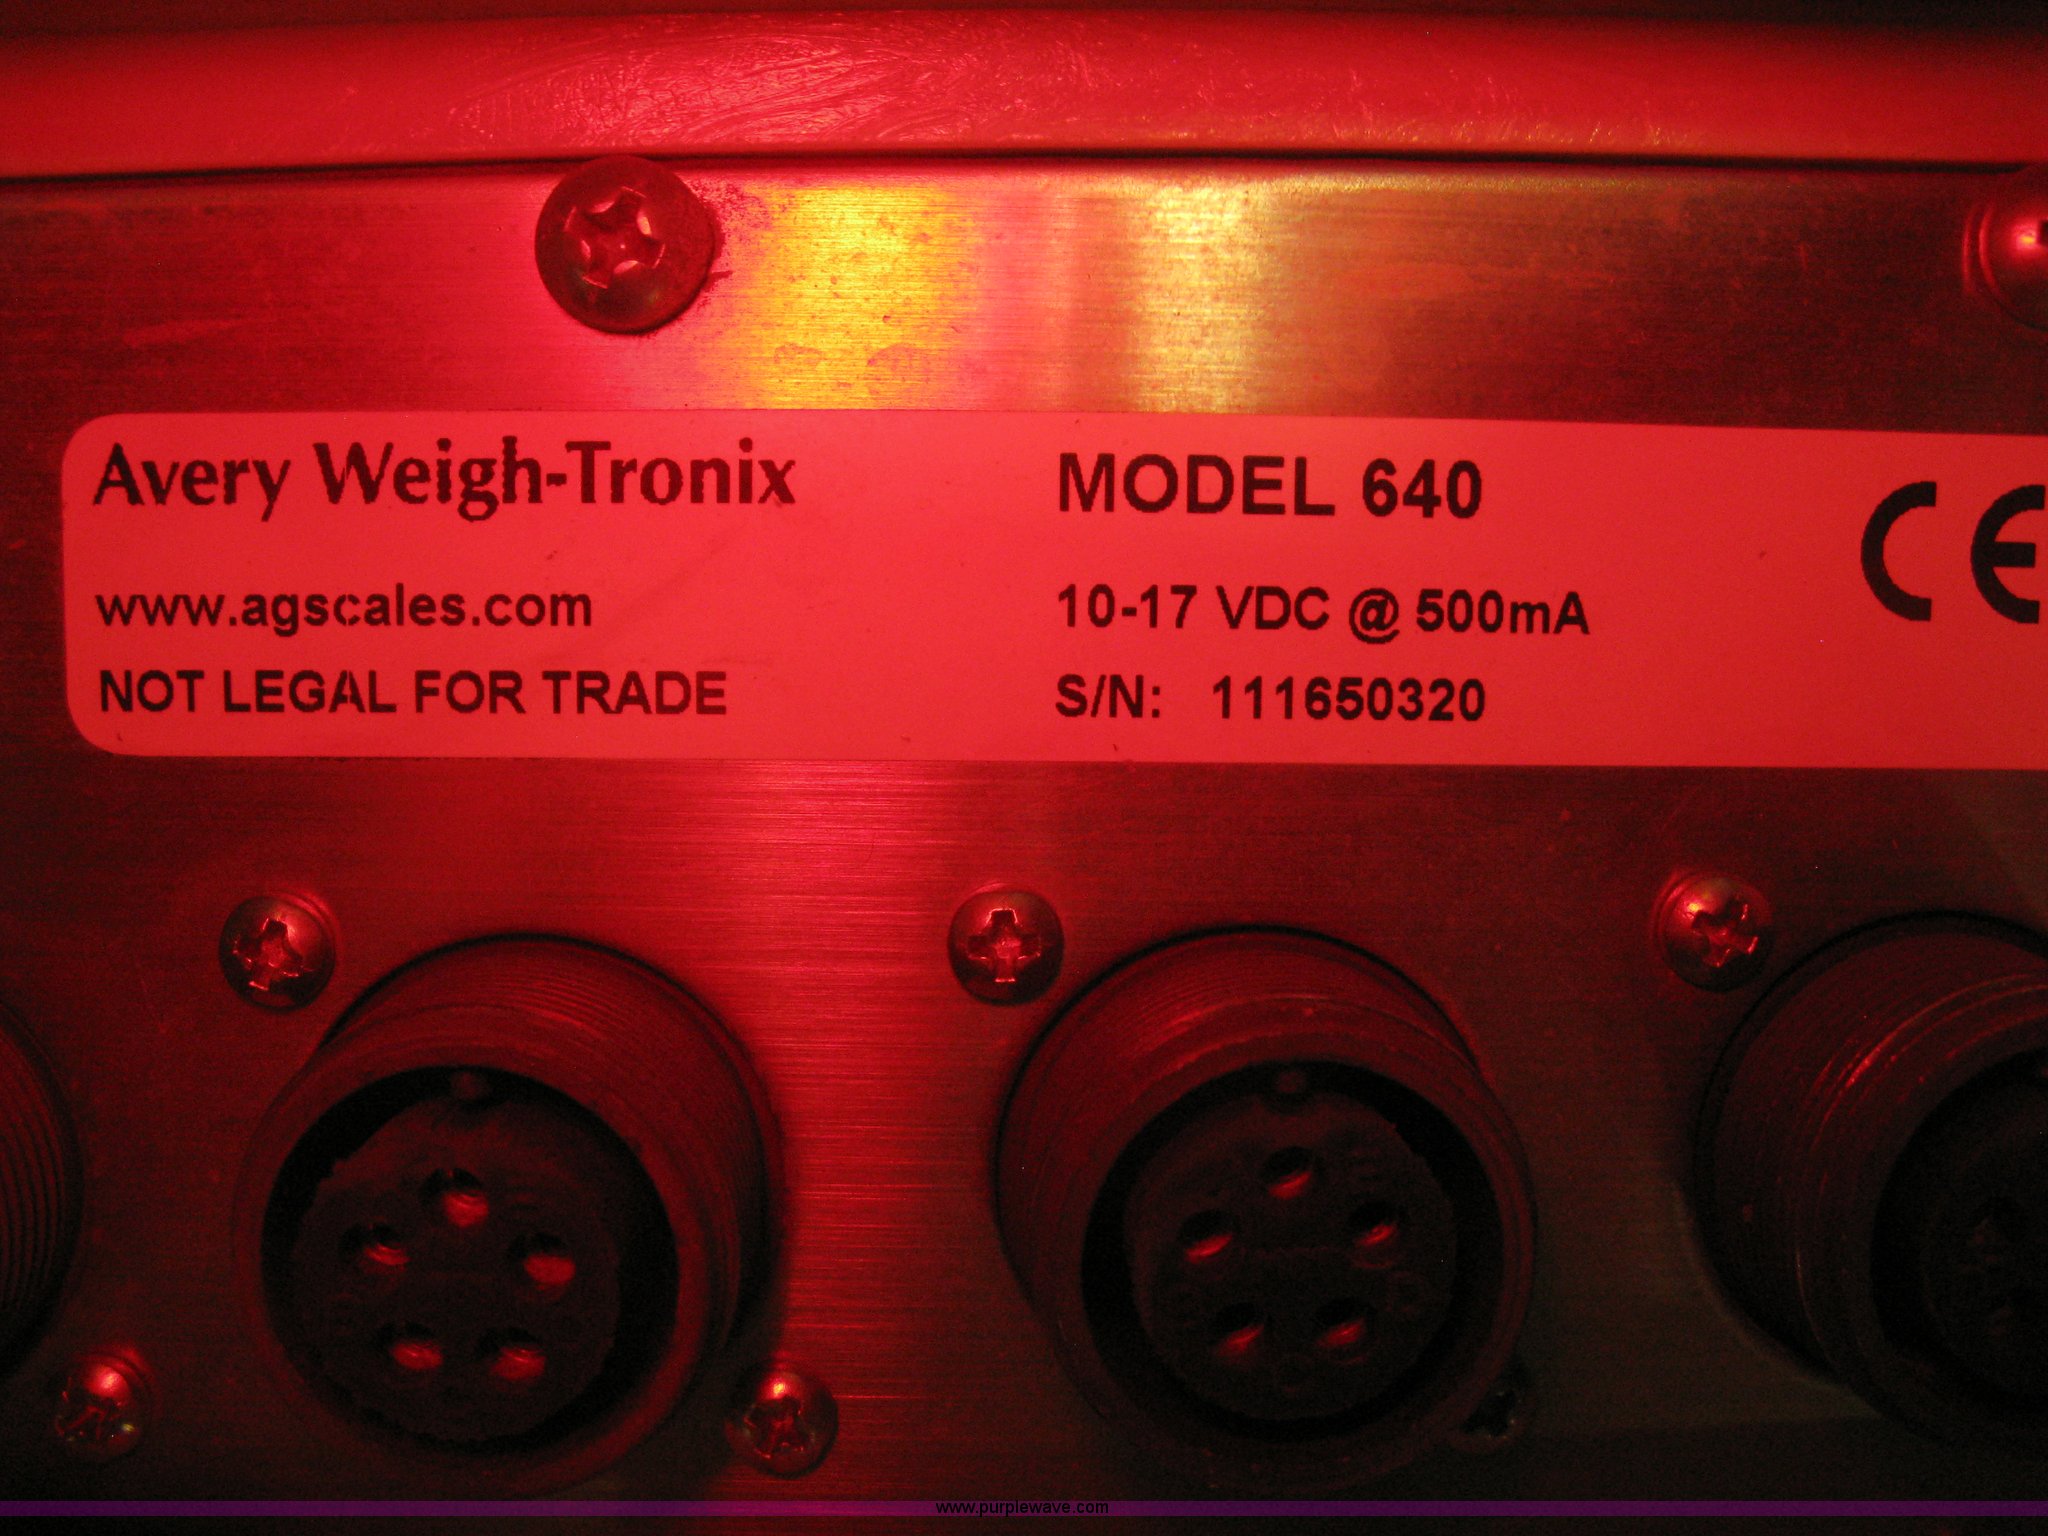 Avery Weigh-Tronix
www.agscales.com
NOT LEGAL FOR TRADE
MODEL 640
10-17 VDC @ 500mA
S/N: 111650320
CE
www.purplewave.com